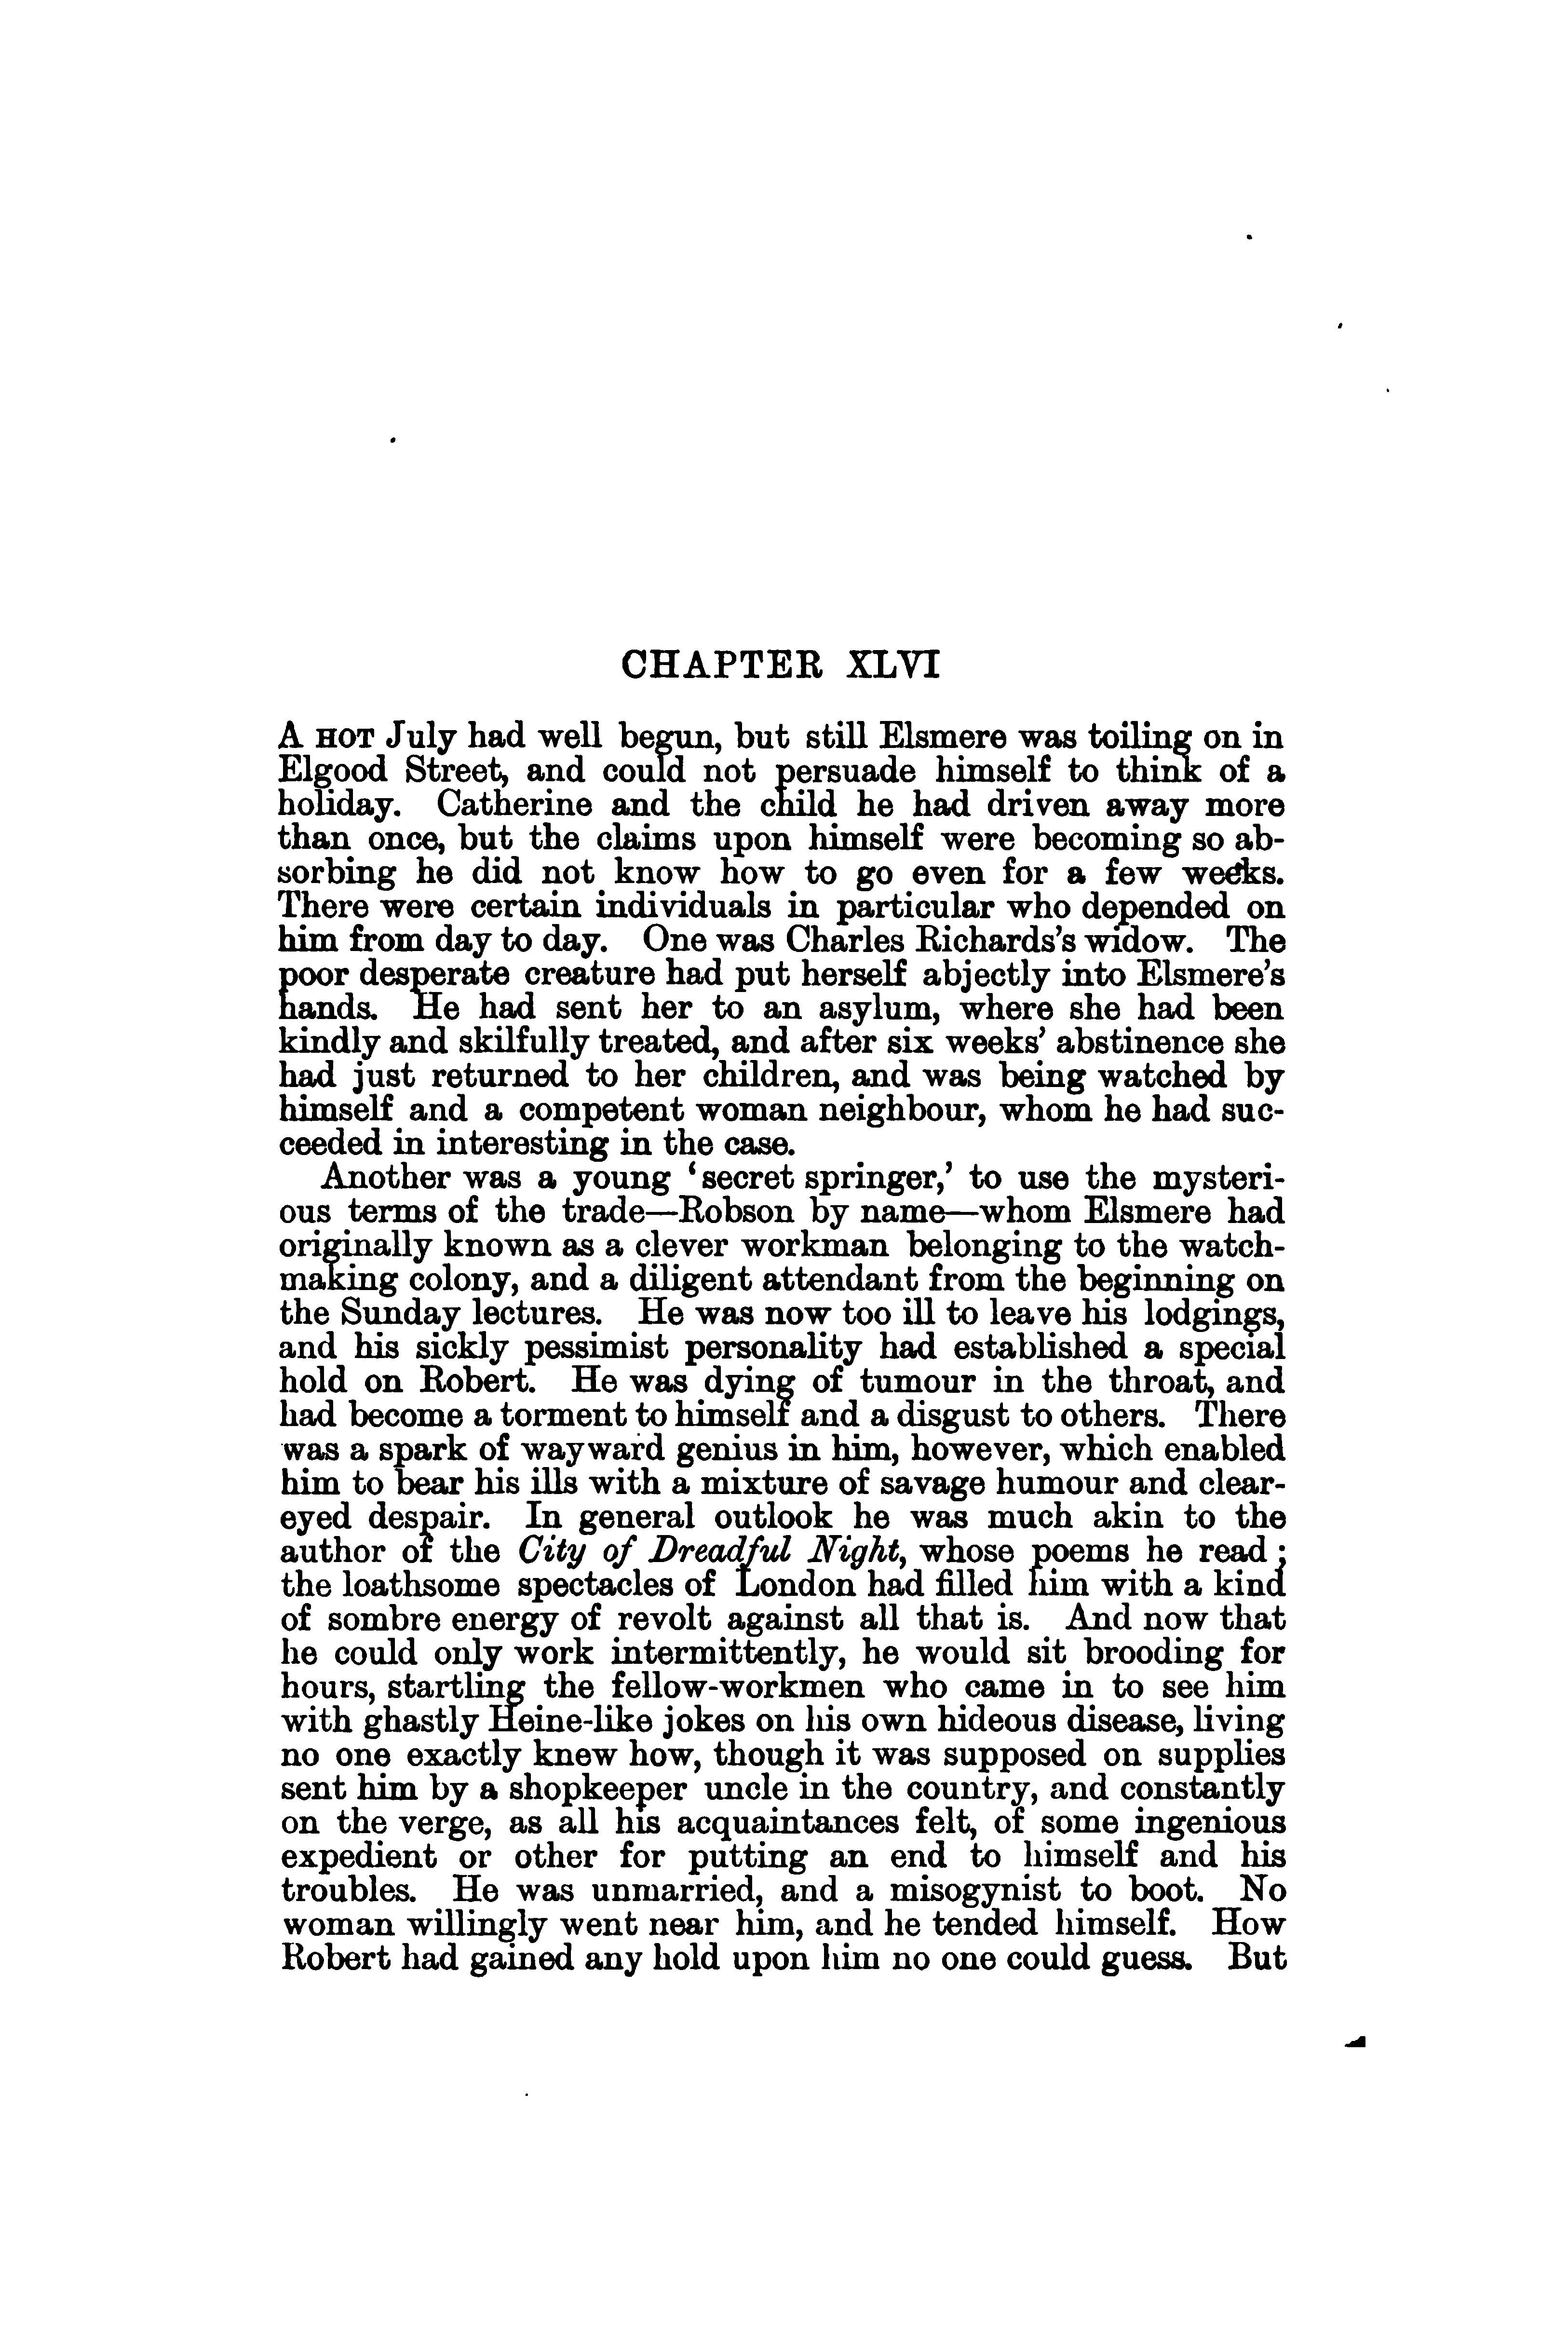 CHAPTER XLVI
A HOT July had well begun, but still Elsmere was toiling on in
Elgood Street, and could not persuade himself to think of a
holiday. Catherine and the child he had driven away more
than once, but the claims upon himself were becoming so ab-
sorbing he did not know how to go even for a few weeks.
There were certain individuals in particular who depended on
him from day to day. One was Charles Richards's widow. The
poor desperate creature had put herself abjectly into Elsmere's
hands. He had sent her to an asylum, where she had been
kindly and skilfully treated, and after six weeks' abstinence she
had just returned to her children, and was being watched by
himself and a competent woman neighbour, whom he had suc-
ceeded in interesting in the case.
Another was a young ‘secret springer,’ to use the mysteri-
ous terms of the trade—Robson by name—whom Elsmere had
originally known as a clever workman belonging to the watch-
making colony, and a diligent attendant from the beginning on
the Sunday lectures. He was now too ill to leave his lodgings,
and his sickly pessimist personality had established a special
hold on Robert. He was dying of tumour in the throat, and
had become a torment to himself and a disgust to others. There
was a spark of wayward genius in him, however, which enabled
him to bear his ills with a mixture of savage humour and clear-
eyed despair. In general outlook he was much akin to the
author of the City of Dreadful Night, whose poems he read;
the loathsome spectacles of London had filled him with a kind
of sombre energy of revolt against all that is. And now that
he could only work intermittently, he would sit brooding for
hours, startling the fellow-workmen who came in to see him
with ghastly Heine-like jokes on his own hideous disease, living
no one exactly knew how, though it was supposed on supplies
sent him by a shopkeeper uncle in the country, and constantly
on the verge, as all his acquaintances felt, of some ingenious
expedient or other for putting an end to himself and his
troubles. He was unmarried, and a misogynist to boot. No
woman willingly went near him, and he tended himself. How
Robert had gained any hold upon him no one could guess. But